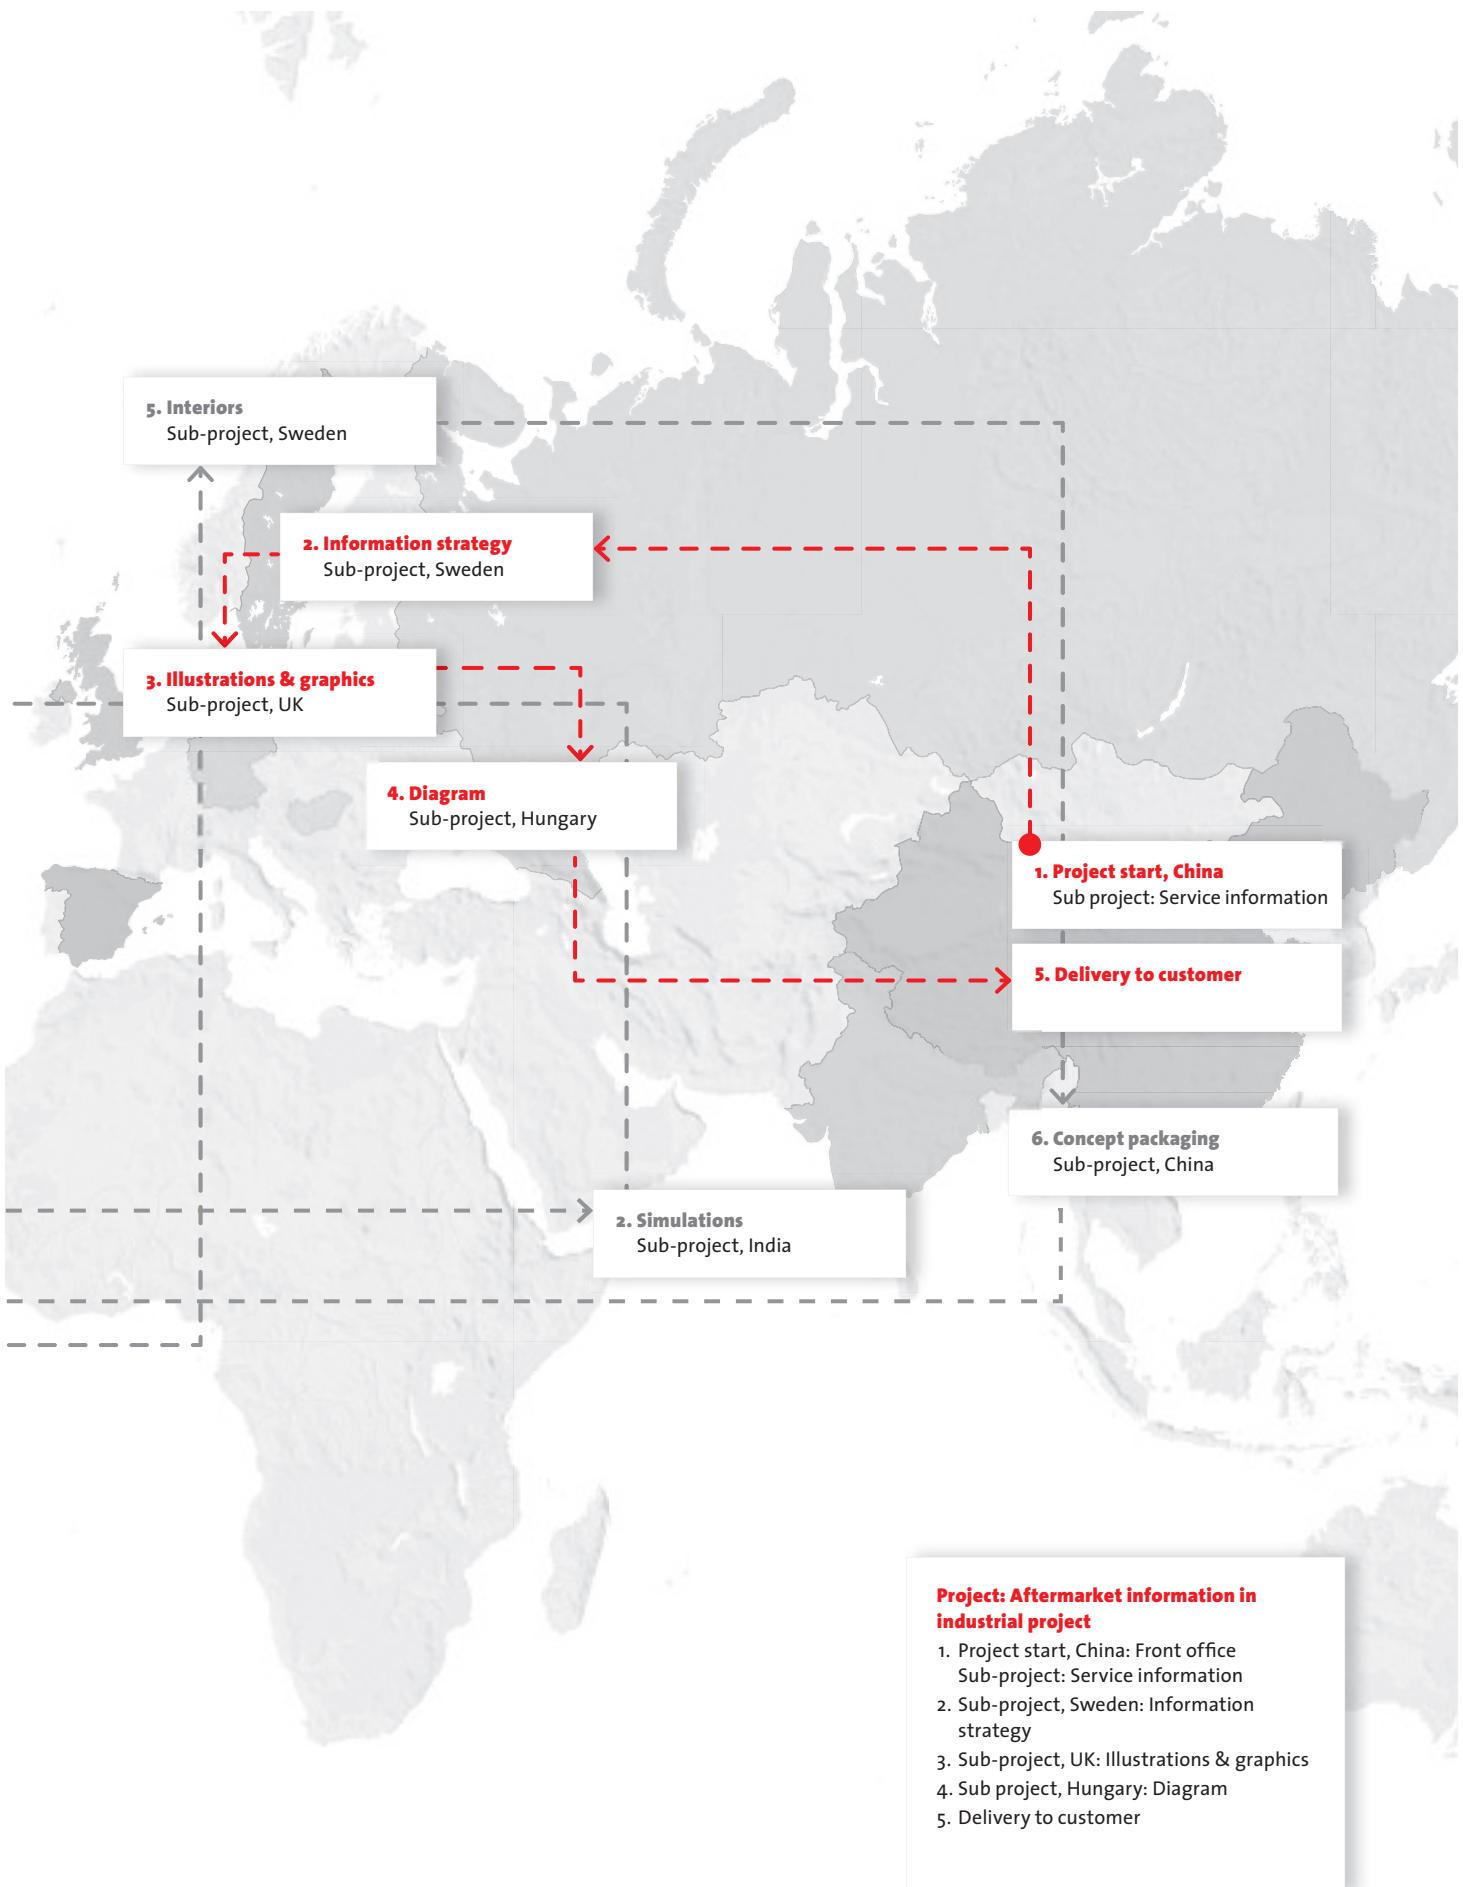 5. Interiors
Sub-project, Sweden
2. Information strategy
Sub-project, Sweden
3. Illustrations & graphics
Sub-project, UK
4. Diagram
Sub-project, Hungary
1. Project start, China
Sub project: Service information
5. Delivery to customer
6. Concept packaging
Sub-project, China
2. Simulations
Sub-project, India
Project: Aftermarket information in
industrial project
1. Project start, China: Front office
Sub-project: Service information
2. Sub-project, Sweden: Information
strategy
3. Sub-project, UK: Illustrations & graphics
4. Sub project, Hungary: Diagram
5. Delivery to customer